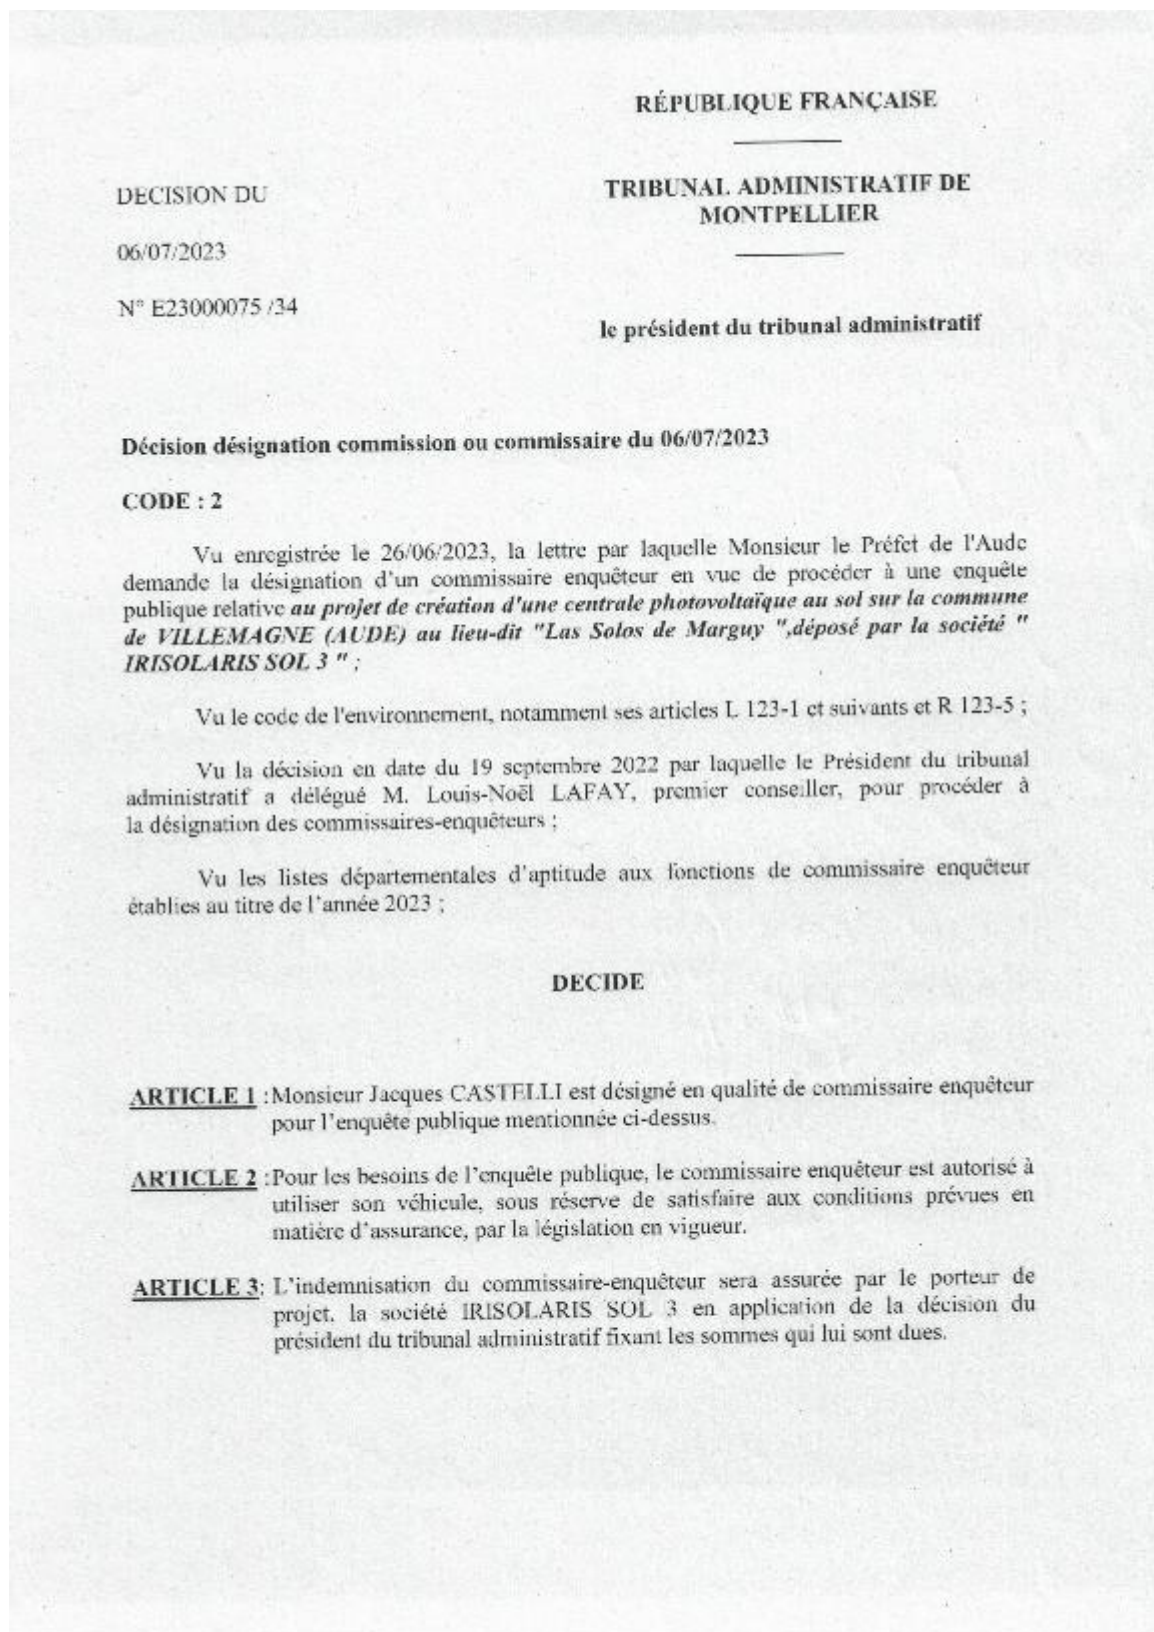 RÉPUBLIQUE FRANÇAISE
DECISION DU
06/07/2023
N° E23000075 /34
TRIBUNAL ADMINISTRATIF DE
MONTPELLIER
le président du tribunal administratif
Décision désignation commission ou commissaire du 06/07/2023
CODE : 2
Vu enregistrée le 26/06/2023, la lettre par laquelle Monsieur le Préfet de l'Aude
demande la désignation d'un commissaire enquêteur en vue de procéder à une enquête
publique relative au projet de création d'une centrale photovoltaïque au sol sur la commune
de VILLEMAGNE (AUDE) au lieu-dit "Las Solos de Marguy ",déposé par la société "
IRISOLARIS SOL 3 " ;
Vu le code de l'environnement, notamment ses articles L 123-1 et suivants et R 123-5 ;
Vu la décision en date du 19 septembre 2022 par laquelle le Président du tribunal
administratif a délégué M. Louis-Noël LAFAY, premier conseiller, pour procéder à
la désignation des commissaires-enquêteurs ;
Vu les listes départementales d'aptitude aux fonctions de commissaire enquêteur
établies au titre de l'année 2023 ;
DECIDE
ARTICLE 1 :Monsieur Jacques CASTELLI est désigné en qualité de commissaire enquêteur
pour l'enquête publique mentionnée ci-dessus.
ARTICLE 2 :Pour les besoins de l'enquête publique, le commissaire enquêteur est autorisé à
utiliser son véhicule, sous réserve de satisfaire aux conditions prévues en
matière d'assurance, par la législation en vigueur.
ARTICLE 3: L'indemnisation du commissaire-enquêteur sera assurée par le porteur de
projet, la société IRISOLARIS SOL 3 en application de la décision du
président du tribunal administratif fixant les sommes qui lui sont dues.